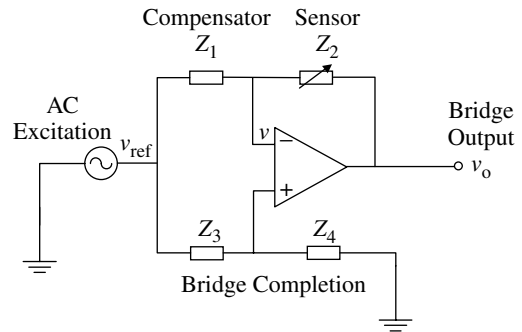 Compensator
Sensor
Z1
Z2
AC
Excitation
vref
v
−
+
Bridge
Output
vo
Z3
Z4
Bridge Completion